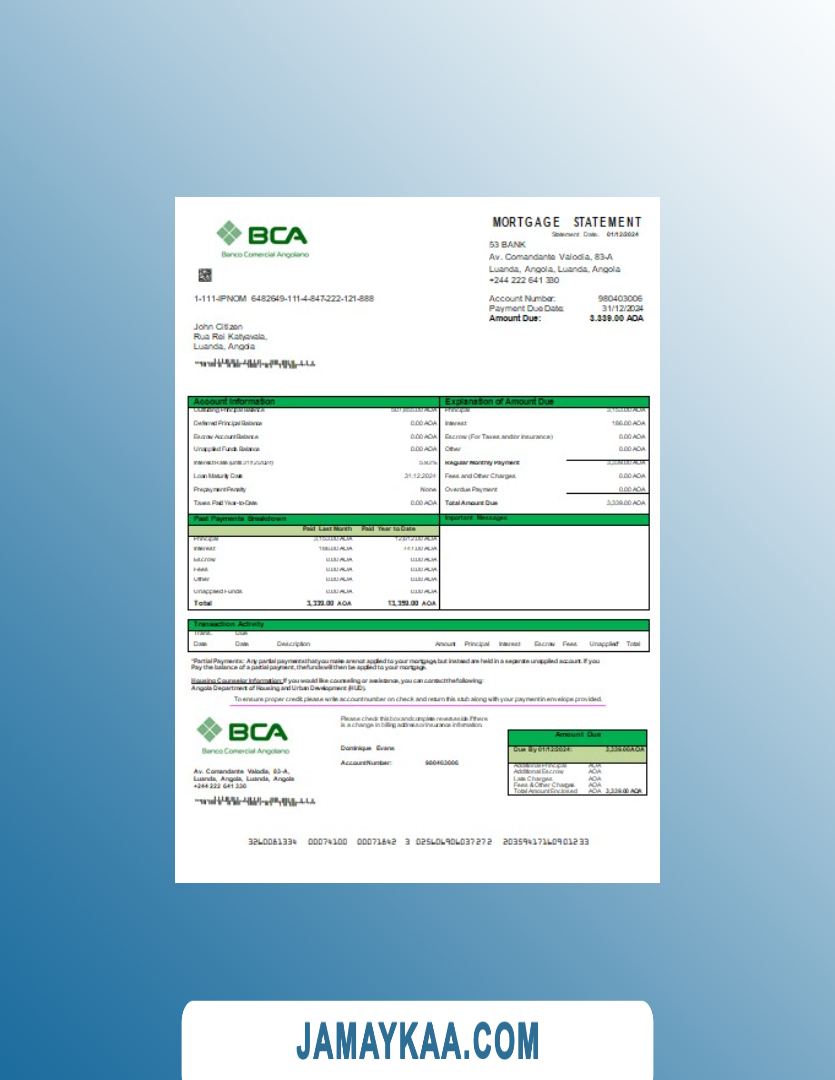 BCA
Banco Comercial Angolano
MORTGAGE STATEMENT
Statement Date: 01/12/2024
53 BANK
Av. Comandante Valodia, 83-A
Luanda, Angola, Luanda, Angola
+244 222 641 330
1-111-IPNOM 6482649-111-4-847-222-121-888
Account Number: 980403006
Payment Due Date: 31/12/2024
Amount Due: 3,339.00 AOA
John Citizen
Rua Rei Katyavala,
Luanda, Angola
Account Information
Explanation of Amount Due
Outstanding Principal Balance AOA
Principal 3,153.00 AOA
Deferred Principal Balance 0.00 AOA
Interest 186.00 AOA
Escrow Account Balance 0.00 AOA
Escrow (For Taxes and/or Insurance) 0.00 AOA
Unapplied Funds Balance 0.00 AOA
Other 0.00 AOA
Interest Rate (Until 31/12/2024)
Regular Monthly Payment 3,339.00 AOA
Loan Maturity Date 31.12.2024
Fees and Other Charges 0.00 AOA
Prepayment Penalty None
Overdue Payment 0.00 AOA
Taxes Paid Year-to-Date 0.00 AOA
Total Amount Due 3,339.00 AOA
Past Payments Breakdown
Important Messages
Paid Last Month Paid Year to Date
Principal 3,153.00 AOA 12,612.00 AOA
Interest 186.00 AOA 747.00 AOA
Escrow 0.00 AOA 0.00 AOA
Fees 0.00 AOA 0.00 AOA
Other 0.00 AOA 0.00 AOA
Unapplied Funds 0.00 AOA 0.00 AOA
Total 3,339.00 AOA 13,359.00 AOA
Transaction Activity
Trans. Due
Date Date Description Amount Principal Interest Escrow Fees Unapplied* Total
*Partial Payments: Any partial payments that you make are not applied to your mortgage, but instead are held in a separate unapplied account. If you
Pay the balance of a partial payment, the funds will then be applied to your mortgage.
Housing Counselor Information: If you would like counseling or assistance, you can contact the following:
Angola Department of Housing and Urban Development (HUD).
To ensure proper credit, please write account number on check and return this stub along with your payment in envelope provided.
BCA
Banco Comercial Angolano
Please check this box and complete reverse side if there
is a change in billing address or insurance information.
Dominique Evans
Account Number: 980403006
Amount Due
Due By 01/12/2024: 3,339.00 AOA
Additional Principal AOA
Additional Escrow AOA
Late Charges AOA
Fees & Other Charges AOA
Total Amount Enclosed AOA 3,339.00 AOA
Av. Comandante Valodia, 83-A,
Luanda, Angola, Luanda, Angola
+244 222 641 330
3260081334 00074100 00071842 3 025606906037272 20359417160901233
JAMAYKAA.COM